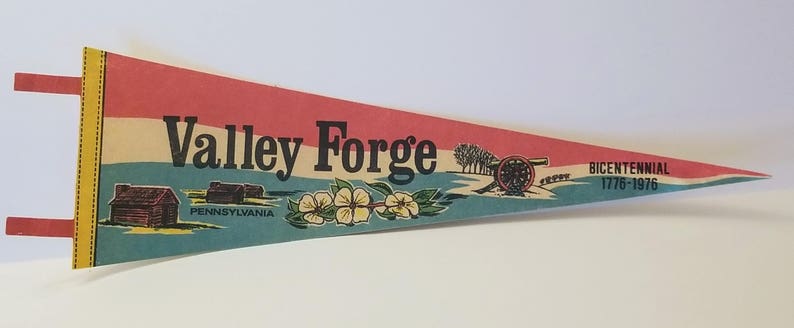 Valley Forge
PENNSYLVANIA
BICENTENNIAL
1776-1976